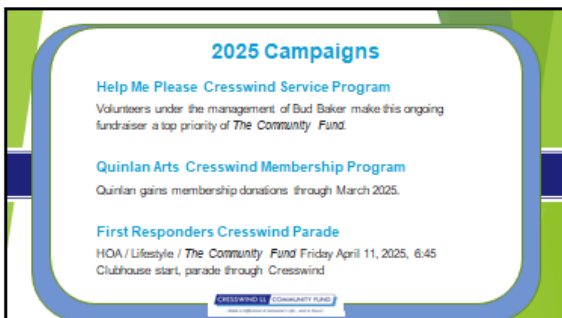 2025 Campaigns
Help Me Please Cresswind Service Program
Volunteers under the management of Bud Baker make this ongoing
fundraiser a top priority of The Community Fund.
Quinlan Arts Cresswind Membership Program
Quinlan gains membership donations through March 2025.
First Responders Cresswind Parade
HOA / Lifestyle / The Community Fund Friday April 11, 2025, 6:45
Clubhouse start, parade through Cresswind
CRESSWIND LL COMMUNITY FUND